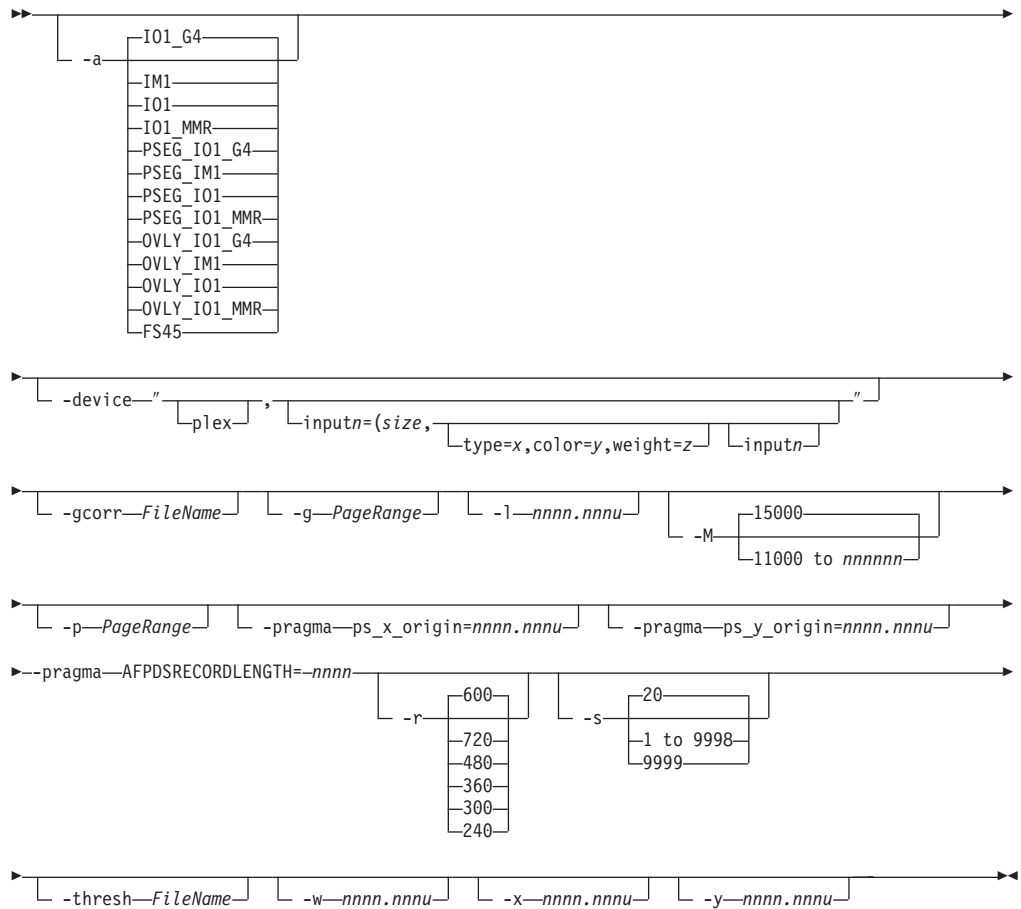 IO1_G4
-a
IM1
IO1
IO1_MMR
PSEG_IO1_G4
PSEG_IM1
PSEG_IO1
PSEG_IO1_MMR
OVLY_IO1_G4
OVLY_IM1
OVLY_IO1
OVLY_IO1_MMR
FS45
-device " , "
plex inputn=(size,
type=x,color=y,weight=z inputn
-gcorr FileName -g PageRange -l nnnn.nnnu 15000
-M
11000 to nnnnnn
-p PageRange -pragma ps_x_origin=nnnn.nnnu -pragma ps_y_origin=nnnn.nnnu
-pragma AFPDSRECORDLENGTH= nnnn
600 20
-r -s
720 1 to 9998
480 9999
360
300
240
-thresh FileName -w nnnn.nnnu -x nnnn.nnnu -y nnnn.nnnu